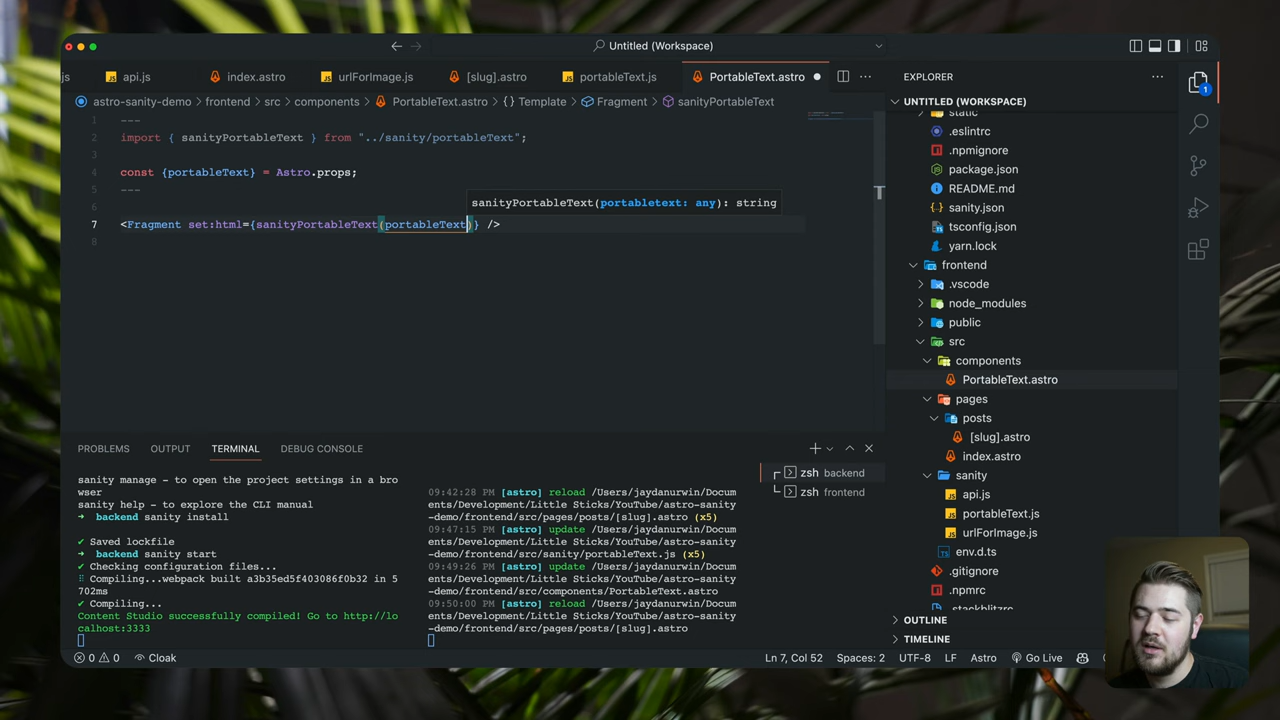 Untitled (Workspace)
js
api.js
index.astro
urlForImage.js
[slug].astro
portableText.js
PortableText.astro
astro-sanity-demo
frontend
src
components
PortableText.astro
Template
Fragment
sanityPortableText
1 ---
2 import { sanityPortableText } from "../sanity/portableText";
3
4 const {portableText} = Astro.props;
5 ---
6
sanityPortableText(portabletext: any): string
7 <Fragment set:html={sanityPortableText(portableText)} />
8
PROBLEMS
OUTPUT
TERMINAL
DEBUG CONSOLE
sanity manage - to open the project settings in a bro
wser
sanity help - to explore the CLI manual
➜ backend sanity install
✔ Saved lockfile
➜ backend sanity start
✔ Checking configuration files...
⠿ Compiling...webpack built a3b35ed5f403086f0b32 in 5
702ms
✔ Compiling...
Content Studio successfully compiled! Go to http://lo
calhost:3333
09:42:28 PM [astro] reload /Users/jaydanurwin/Docum
ents/Development/Little Sticks/YouTube/astro-sanity
-demo/frontend/src/pages/posts/[slug].astro (x5)
09:47:15 PM [astro] update /Users/jaydanurwin/Docum
ents/Development/Little Sticks/YouTube/astro-sanity
-demo/frontend/src/sanity/portableText.js (x5)
09:49:26 PM [astro] update /Users/jaydanurwin/Docum
ents/Development/Little Sticks/YouTube/astro-sanity
-demo/frontend/src/components/PortableText.astro
09:50:00 PM [astro] reload /Users/jaydanurwin/Docum
ents/Development/Little Sticks/YouTube/astro-sanity
-demo/frontend/src/pages/posts/[slug].astro
zsh backend
zsh frontend
EXPLORER
UNTITLED (WORKSPACE)
static
.eslintrc
.npmignore
package.json
README.md
sanity.json
tsconfig.json
yarn.lock
frontend
.vscode
node_modules
public
src
components
PortableText.astro
pages
posts
[slug].astro
index.astro
sanity
api.js
portableText.js
urlForImage.js
env.d.ts
.gitignore
.npmrc
.stackblitzrc
OUTLINE
TIMELINE
1
0
0
Cloak
Ln 7, Col 52
Spaces: 2
UTF-8
LF
Astro
Go Live